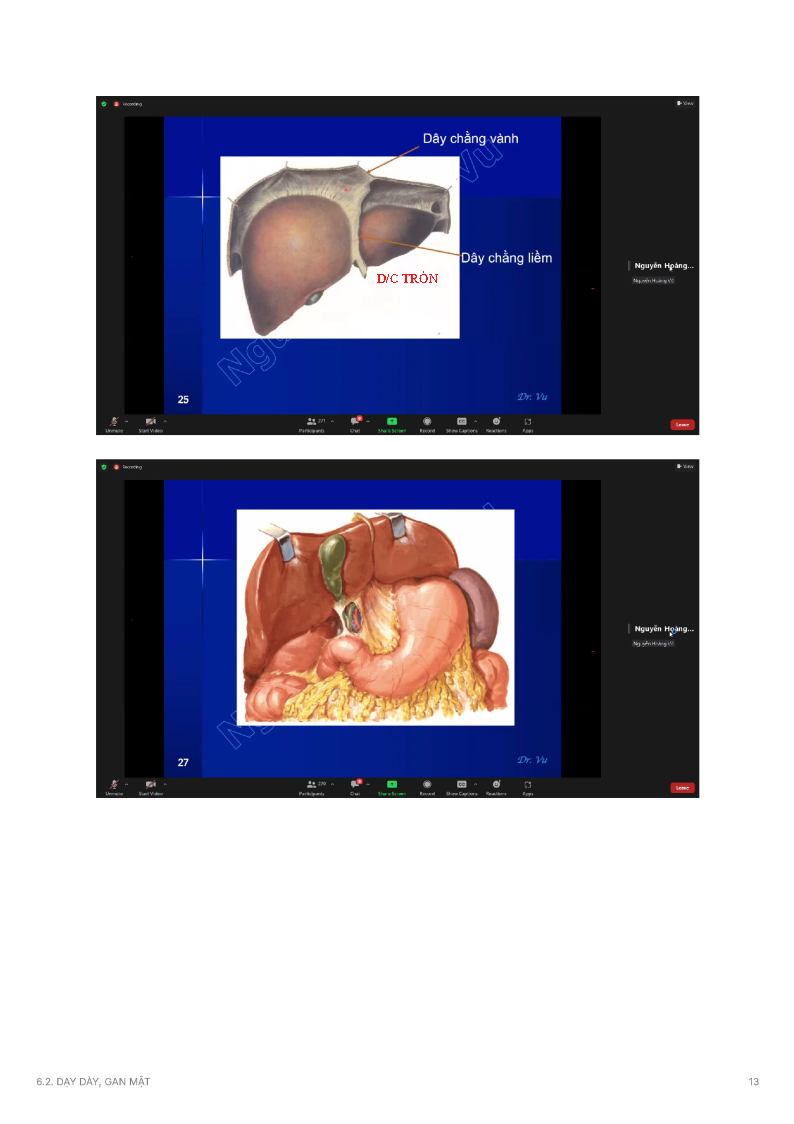 Recording
View
Dây chằng vành
Dây chằng liềm
D/C TRÒN
25
Dr. Vu
Nguyễn Hoàng...
Nguyễn Hoàng Vũ
Unmute
Start Video
Participants
Chat
Share Screen
Record
Show Captions
Reactions
Apps
Leave
Recording
View
27
Dr. Vu
Nguyễn Hoàng...
Nguyễn Hoàng Vũ
Unmute
Start Video
Participants
279
Chat
Share Screen
Record
Show Captions
Reactions
Apps
Leave
6.2. DẠY DÀY, GAN MẬT
13